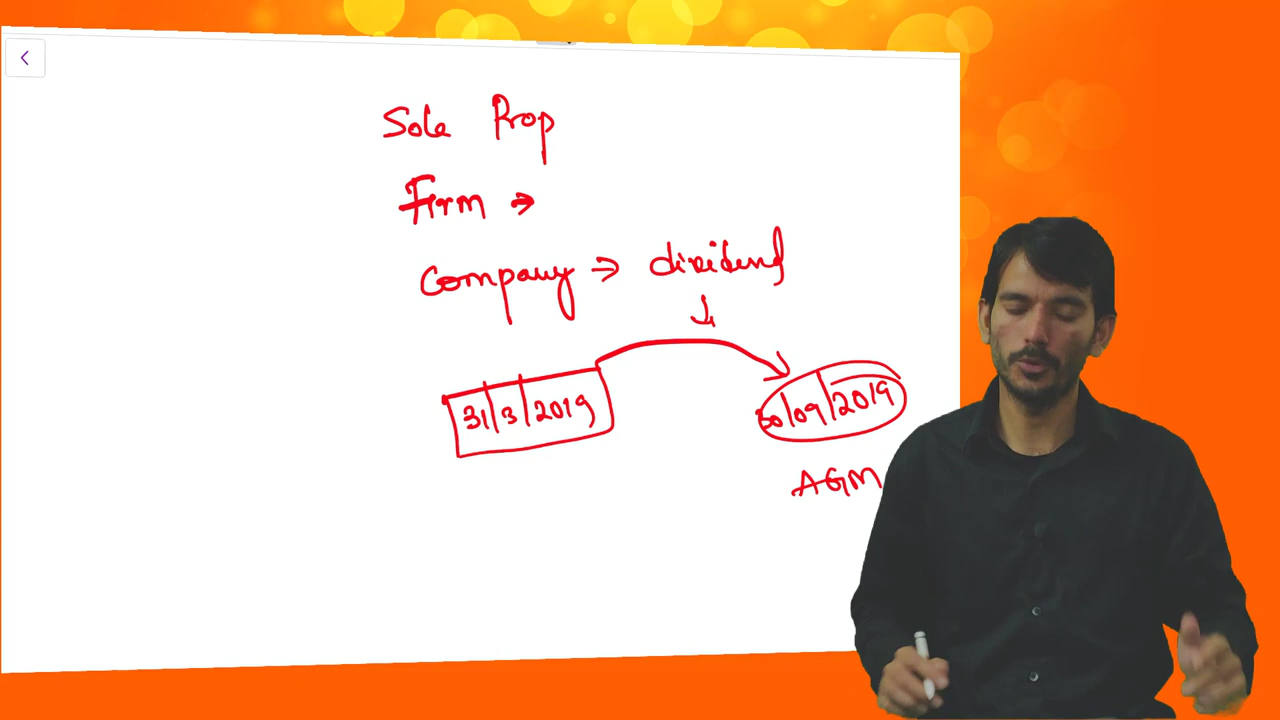 Sole Prop
Firm →
Company → dividend
↓
31|3|2019 30|09|2019
AGM